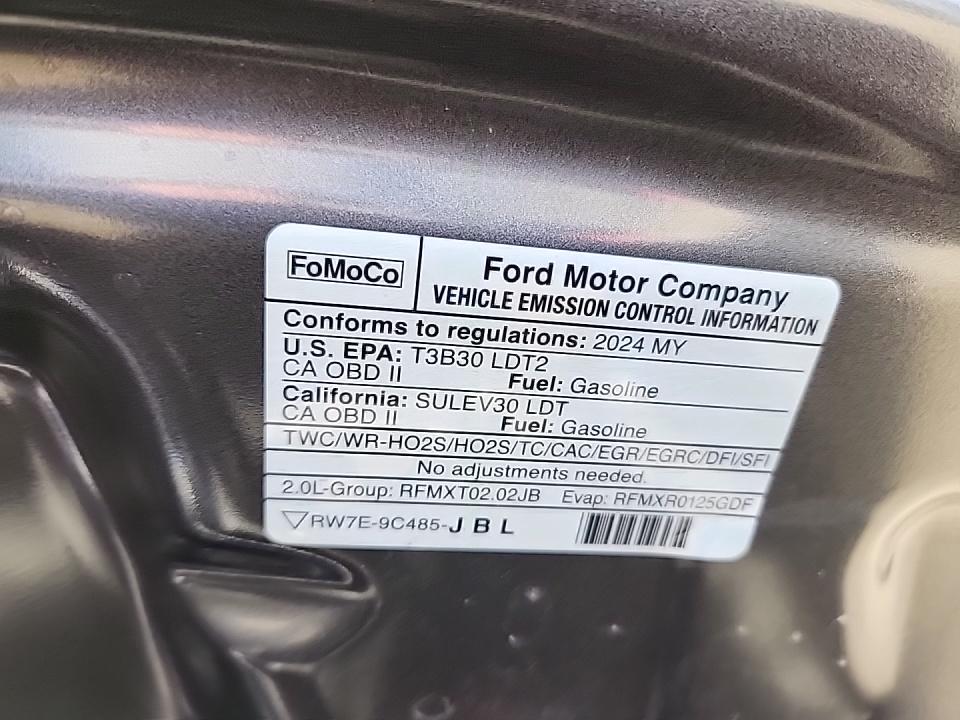 FoMoCo
Ford Motor Company
VEHICLE EMISSION CONTROL INFORMATION
Conforms to regulations: 2024 MY
U.S. EPA: T3B30 LDT2
CA OBD II Fuel: Gasoline
California: SULEV30 LDT
CA OBD II Fuel: Gasoline
TWC/WR-HO2S/HO2S/TC/CAC/EGR/EGRC/DFI/SFI
No adjustments needed.
2.0L-Group: RFMXT02.02JB Evap: RFMXR0125GDF
RW7E-9C485-J B L